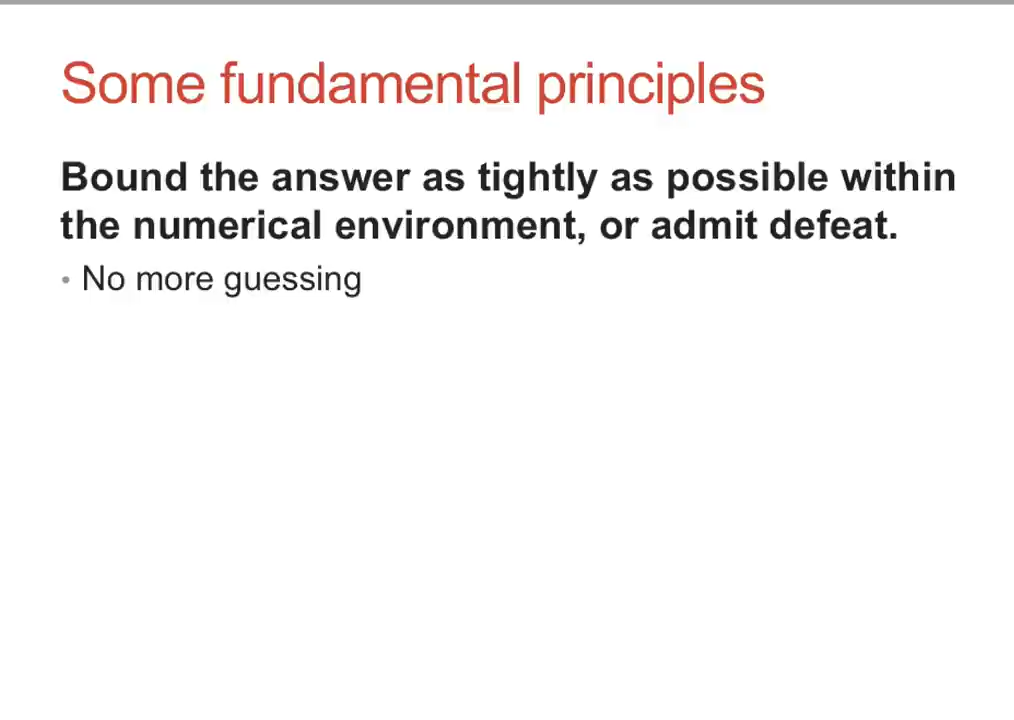 Some fundamental principles
Bound the answer as tightly as possible within
the numerical environment, or admit defeat.
• No more guessing